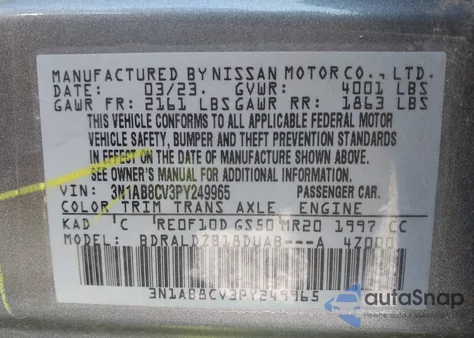 MANUFACTURED BY NISSAN MOTOR CO., LTD.
DATE: 03/23. GVWR: 4001 LBS
GAWR FR: 2161 LBS GAWR RR: 1863 LBS
THIS VEHICLE CONFORMS TO ALL APPLICABLE FEDERAL MOTOR
VEHICLE SAFETY, BUMPER AND THEFT PREVENTION STANDARDS
IN EFFECT ON THE DATE OF MANUFACTURE SHOWN ABOVE.
SEE OWNER'S MANUAL FOR ADDITIONAL INFORMATION.
VIN: 3N1AB8CV3PY249965 PASSENGER CAR.
COLOR TRIM TRANS AXLE ENGINE
KAD C RE0F10D GS50 MR20 1997 CC
BDRALDZB18DUAB---A 4Z000
3N1AB8CV3PY249965
autoSnap